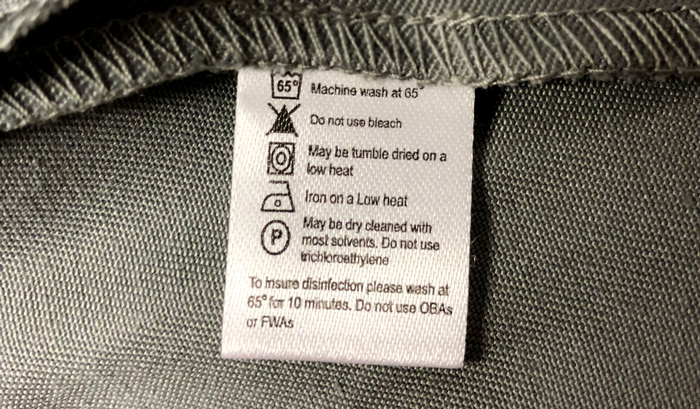 65°
Machine wash at 65°
Do not use bleach
May be tumble dried on a
low heat
Iron on a Low heat
P
May be dry cleaned with
most solvents. Do not use
trichloroethylene
To insure disinfection please wash at
65° for 10 minutes. Do not use OBAs
or FWAs